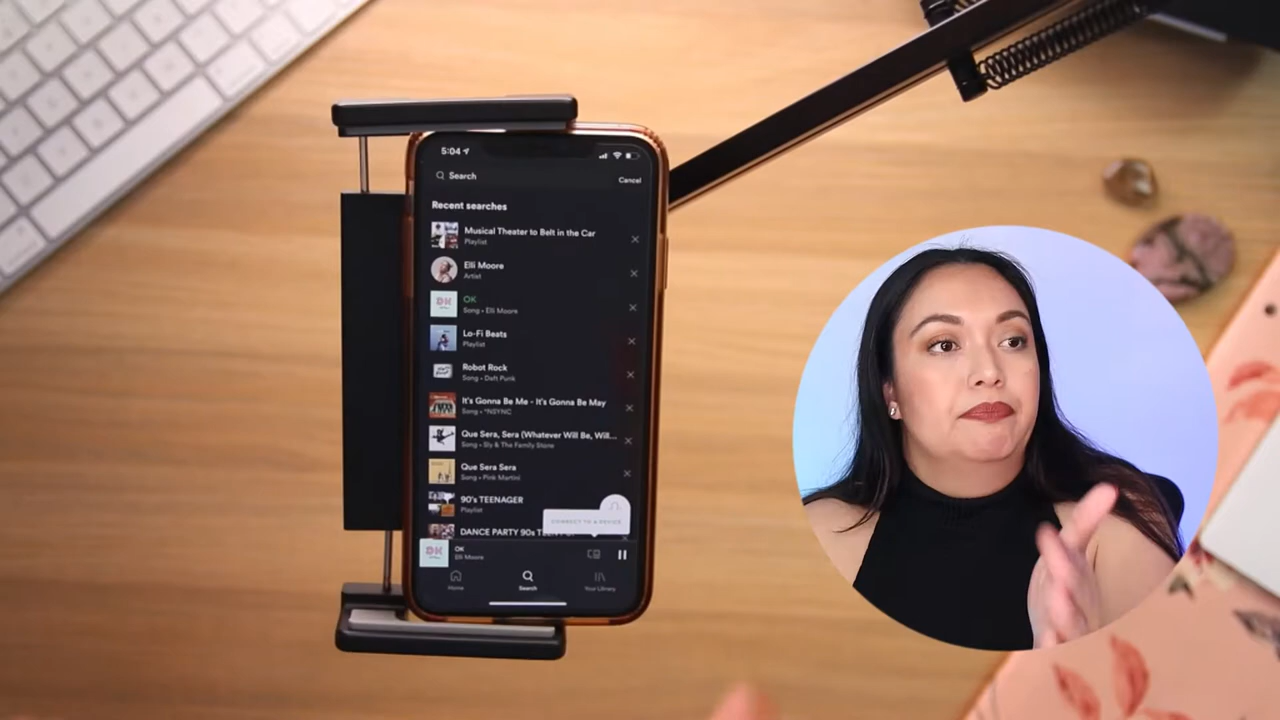 5:04
Search
Cancel
Recent searches
Musical Theater to Belt in the Car
Playlist
Elli Moore
Artist
OK
Song • Elli Moore
Lo-Fi Beats
Playlist
Robot Rock
Song • Daft Punk
It's Gonna Be Me - It's Gonna Be May
Song • *NSYNC
Que Sera, Sera (Whatever Will Be, Will...
Song • Sly & The Family Stone
Que Sera Sera
Song • Pink Martini
90's TEENAGER
Playlist
CONNECT TO A DEVICE
DANCE PARTY 90s
OK
Elli Moore
Home
Search
Your Library